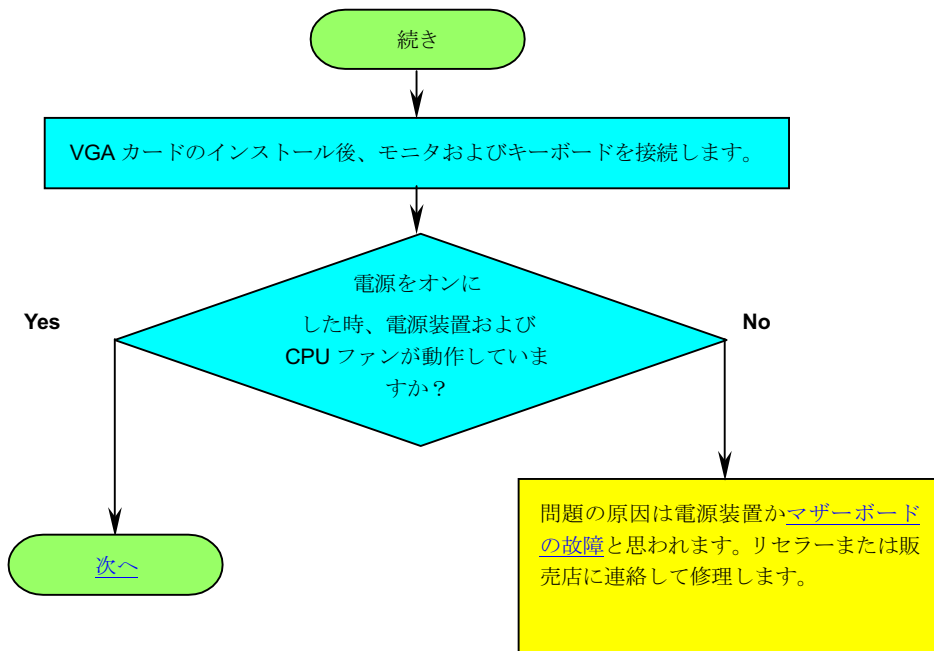 続き
VGA カードのインストール後、モニタおよびキーボードを接続します。
電源をオンに
した時、電源装置および
CPU ファンが動作していま
すか？
Yes
No
問題の原因は電源装置かマザーボード
の故障と思われます。リセラーまたは販
売店に連絡して修理します。
次へ